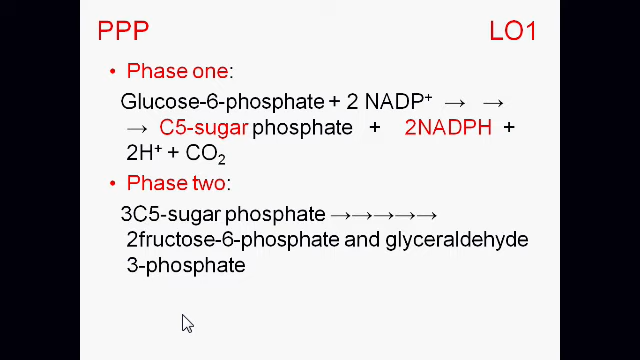 PPP LO1
• Phase one:
Glucose-6-phosphate + 2 NADP⁺ → →
→ C5-sugar phosphate + 2NADPH +
2H⁺ + CO₂
• Phase two:
3C5-sugar phosphate →→→→→
2fructose-6-phosphate and glyceraldehyde
3-phosphate